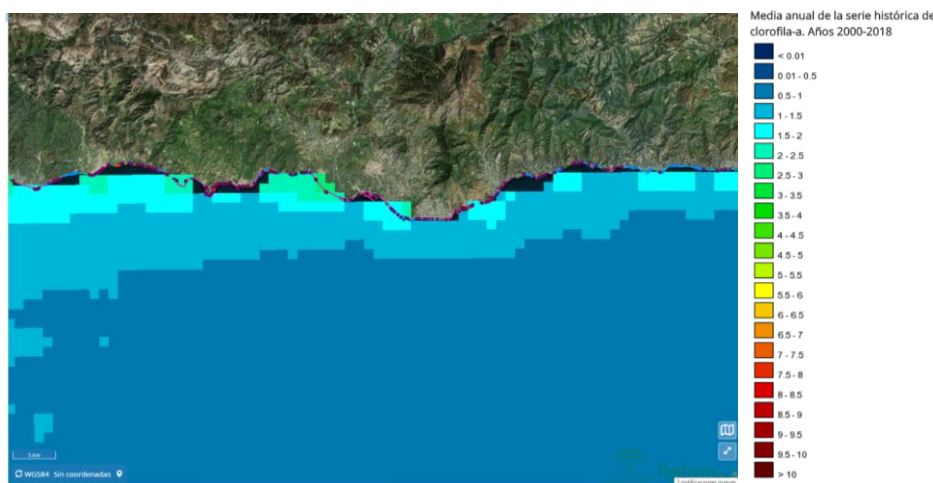 Media anual de la serie histórica de
clorofila-a. Años 2000-2018
< 0.01
0.01 - 0.5
0.5 - 1
1 - 1.5
1.5 - 2
2 - 2.5
2.5 - 3
3 - 3.5
3.5 - 4
4 - 4.5
4.5 - 5
5 - 5.5
5.5 - 6
6 - 6.5
6.5 - 7
7 - 7.5
7.5 - 8
8 - 8.5
8.5 - 9
9 - 9.5
9.5 - 10
> 10
5 km
WGS84 Sin coordenadas